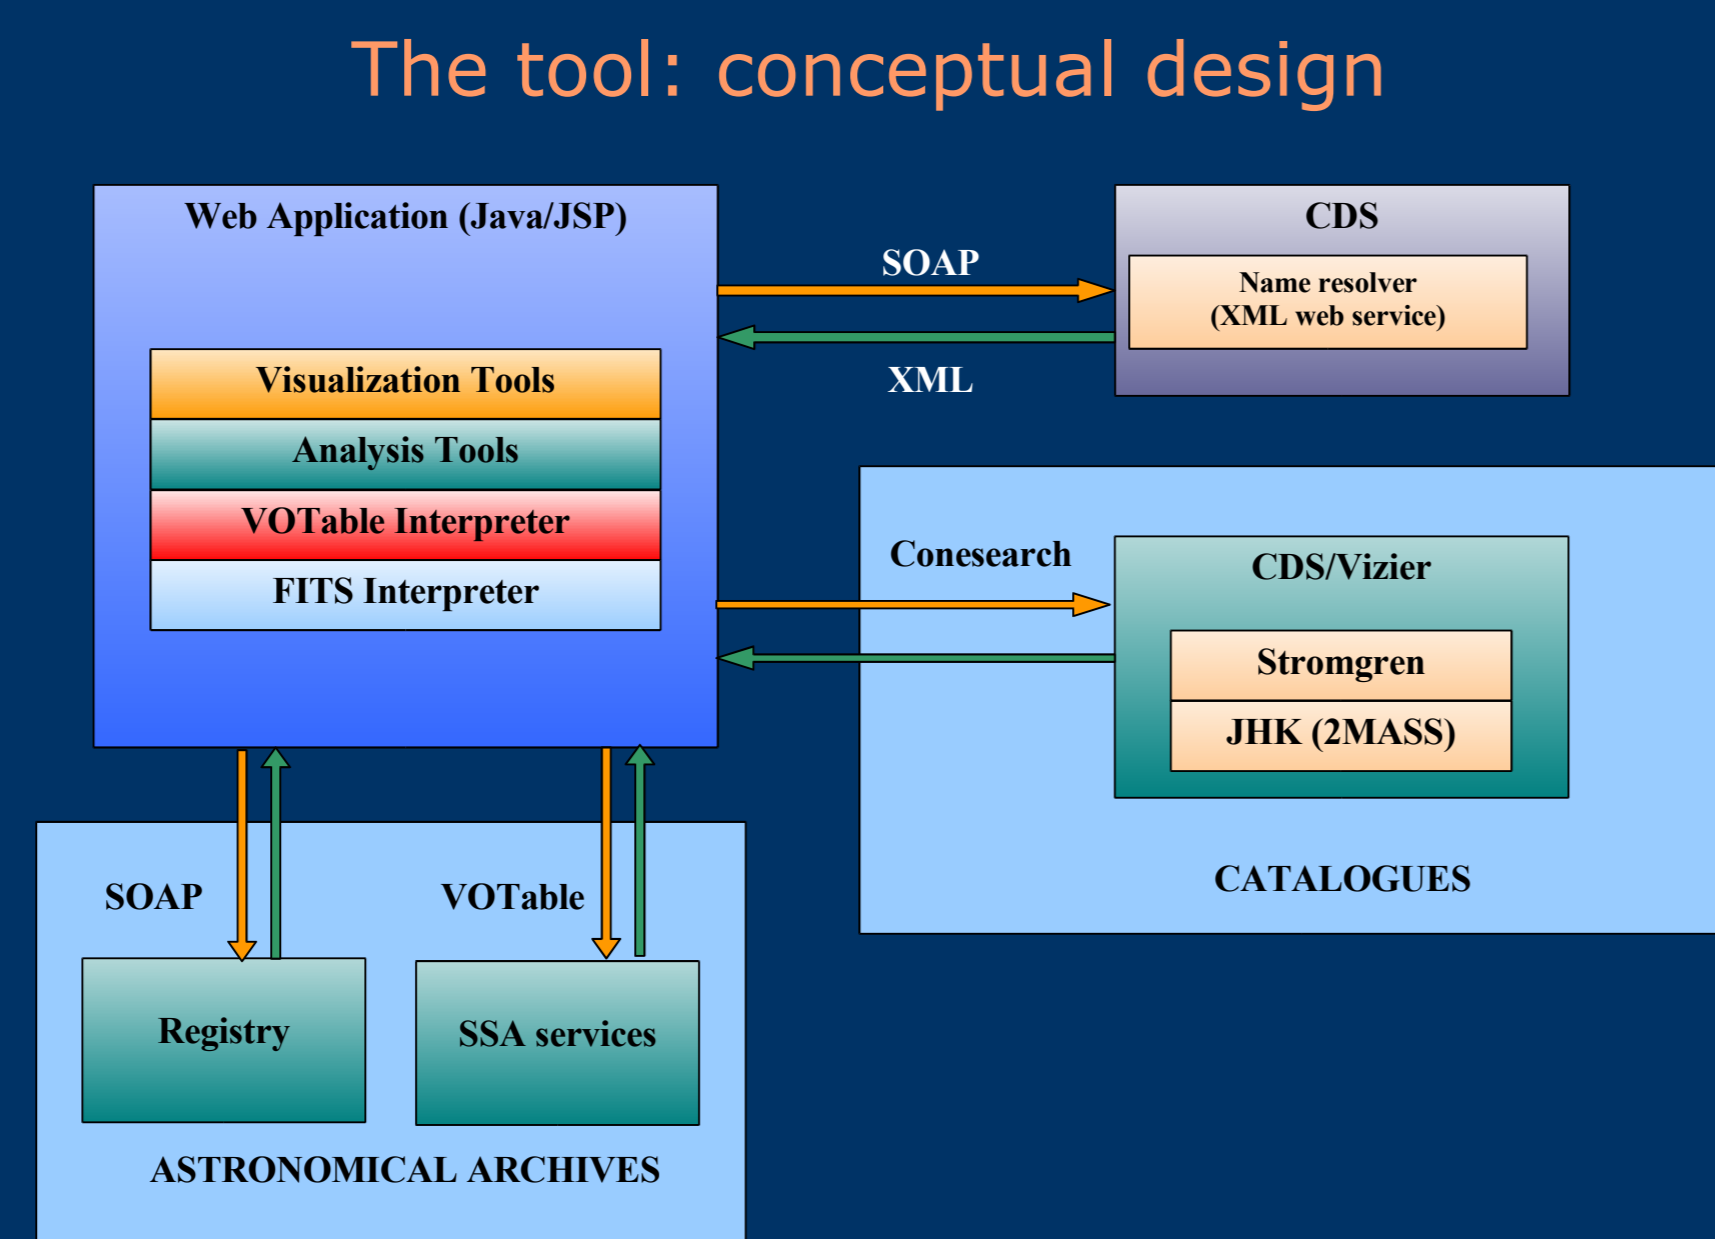 The tool: conceptual design
Web Application (Java/JSP)
Visualization Tools
Analysis Tools
VOTable Interpreter
FITS Interpreter
SOAP
XML
CDS
Name resolver
(XML web service)
Conesearch
CDS/Vizier
Stromgren
JHK (2MASS)
CATALOGUES
SOAP
VOTable
Registry
SSA services
ASTRONOMICAL ARCHIVES